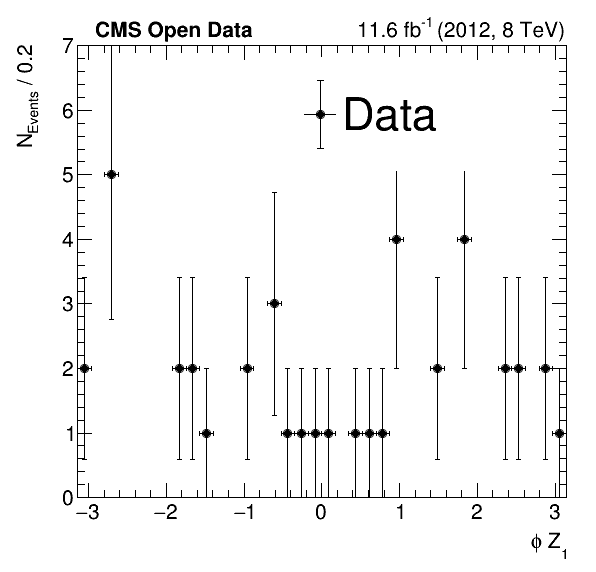 CMS Open Data 11.6 fb-1 (2012, 8 TeV)
NEvents / 0.2
Data
7
6
5
4
3
2
1
0
−3 −2 −1 0 1 2 3
ϕ Z1